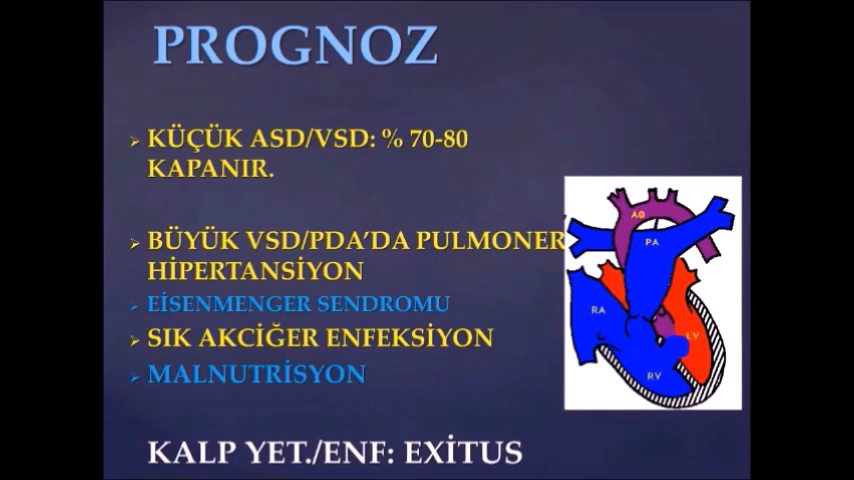 PROGNOZ
KÜÇÜK ASD/VSD: % 70-80
KAPANIR.
BÜYÜK VSD/PDA'DA PULMONER
HİPERTANSİYON
EİSENMENGER SENDROMU
SIK AKCİĞER ENFEKSİYON
MALNUTRİSYON
KALP YET./ENF: EXİTUS
PA
RA
LV
RV